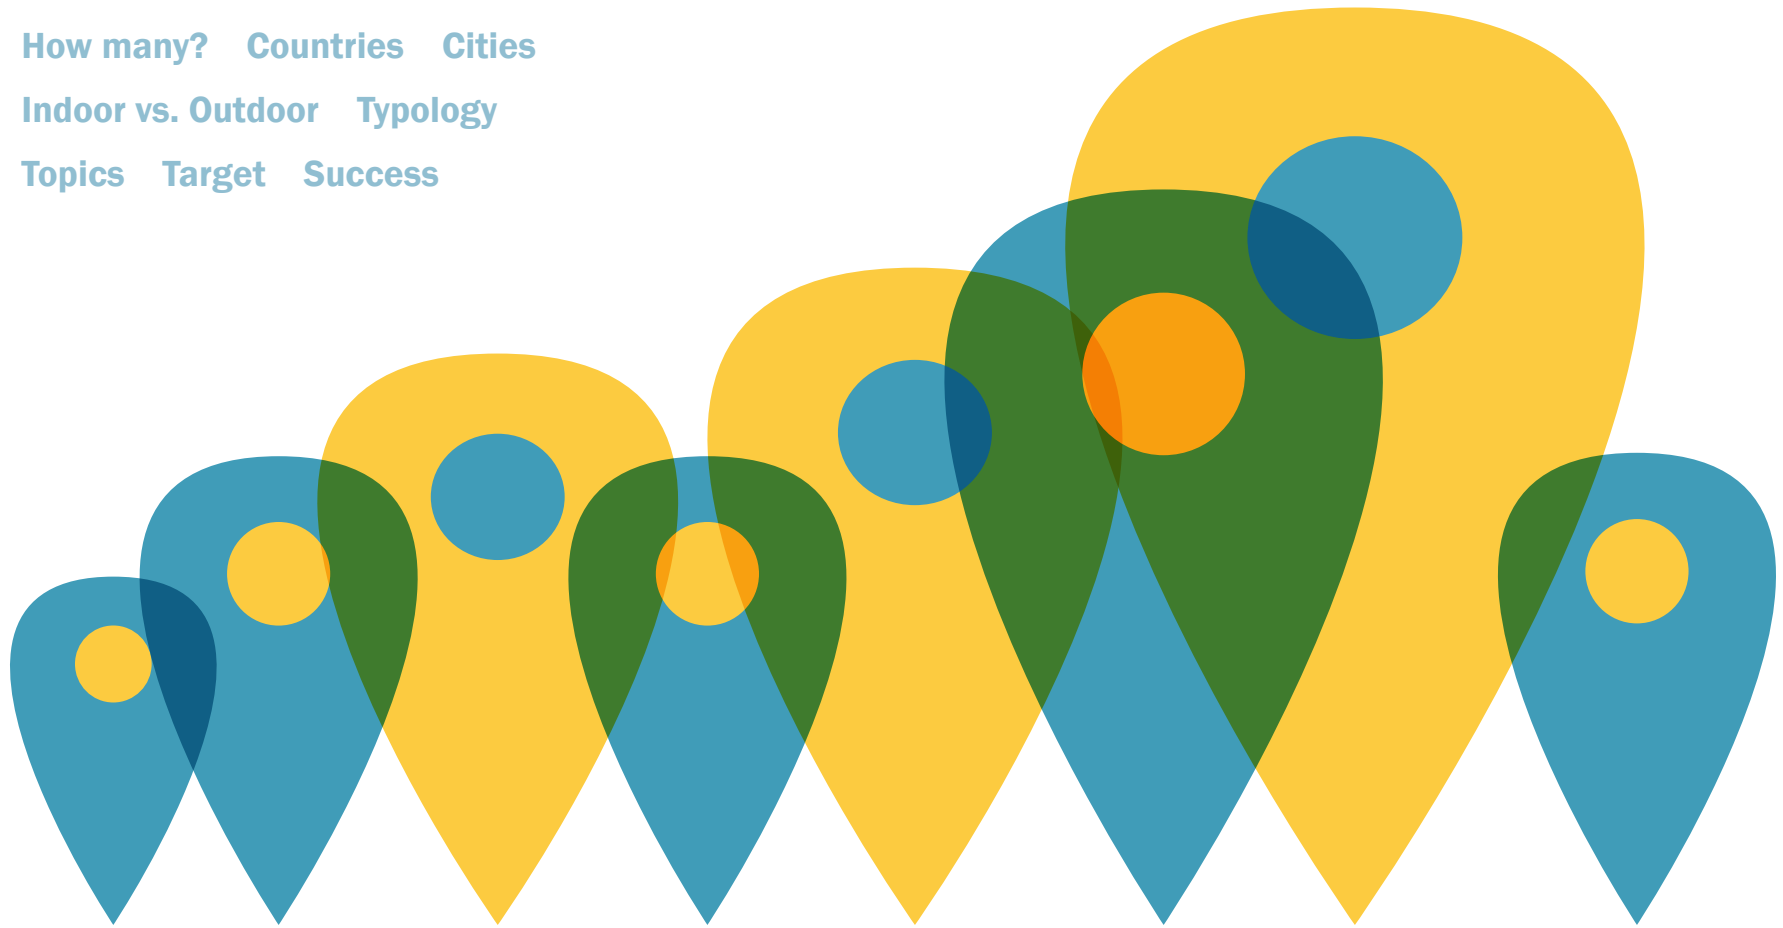 How many? Countries Cities
Indoor vs. Outdoor Typology
Topics Target Success